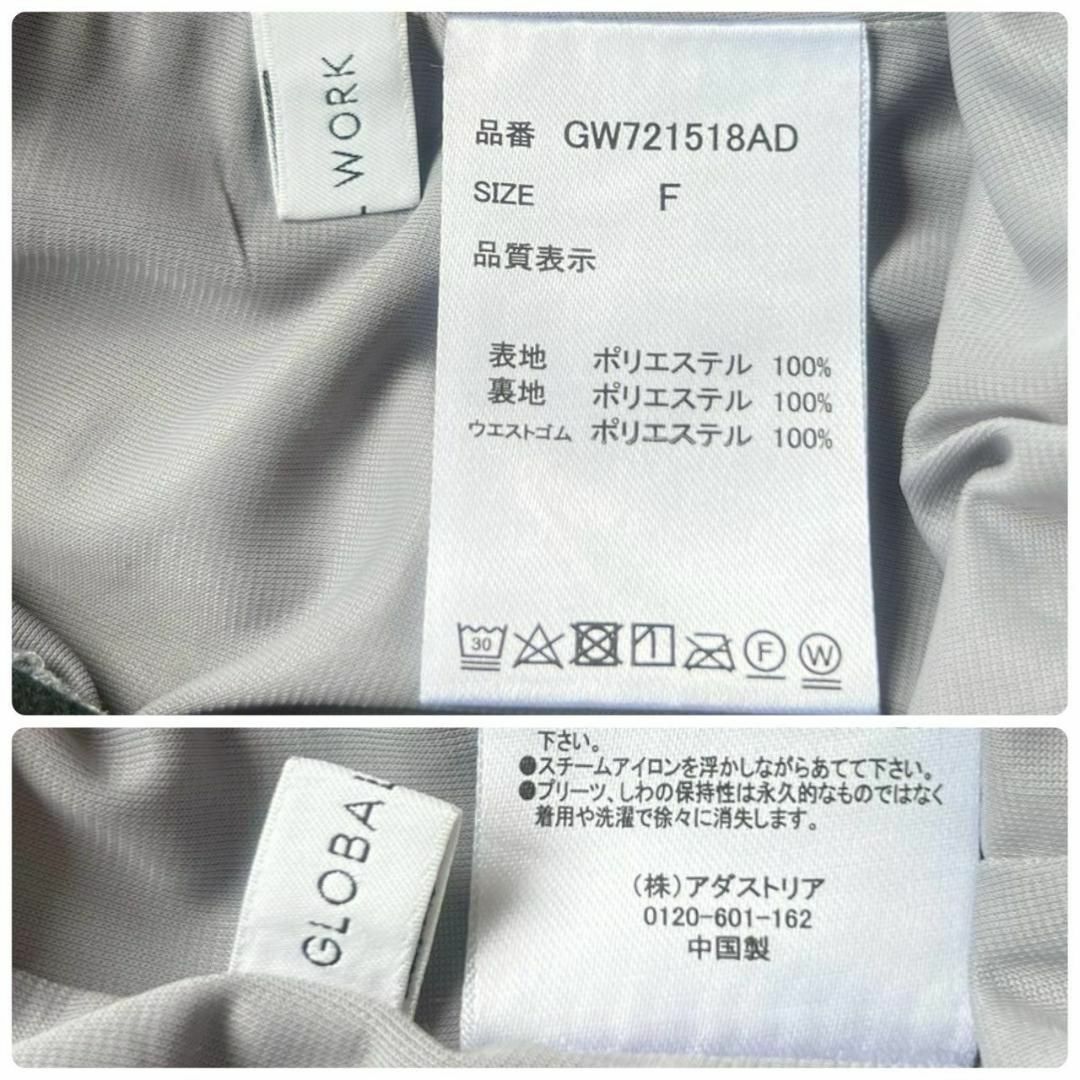 WORK
品番 GW721518AD
SIZE F
品質表示
表地 ポリエステル 100%
裏地 ポリエステル 100%
ウエストゴム ポリエステル 100%
30
F
W
GLOBAL
下さい。
●スチームアイロンを浮かしながらあてて下さい。
●プリーツ、しわの保持性は永久的なものではなく
着用や洗濯で徐々に消失します。
(株)アダストリア
0120-601-162
中国製